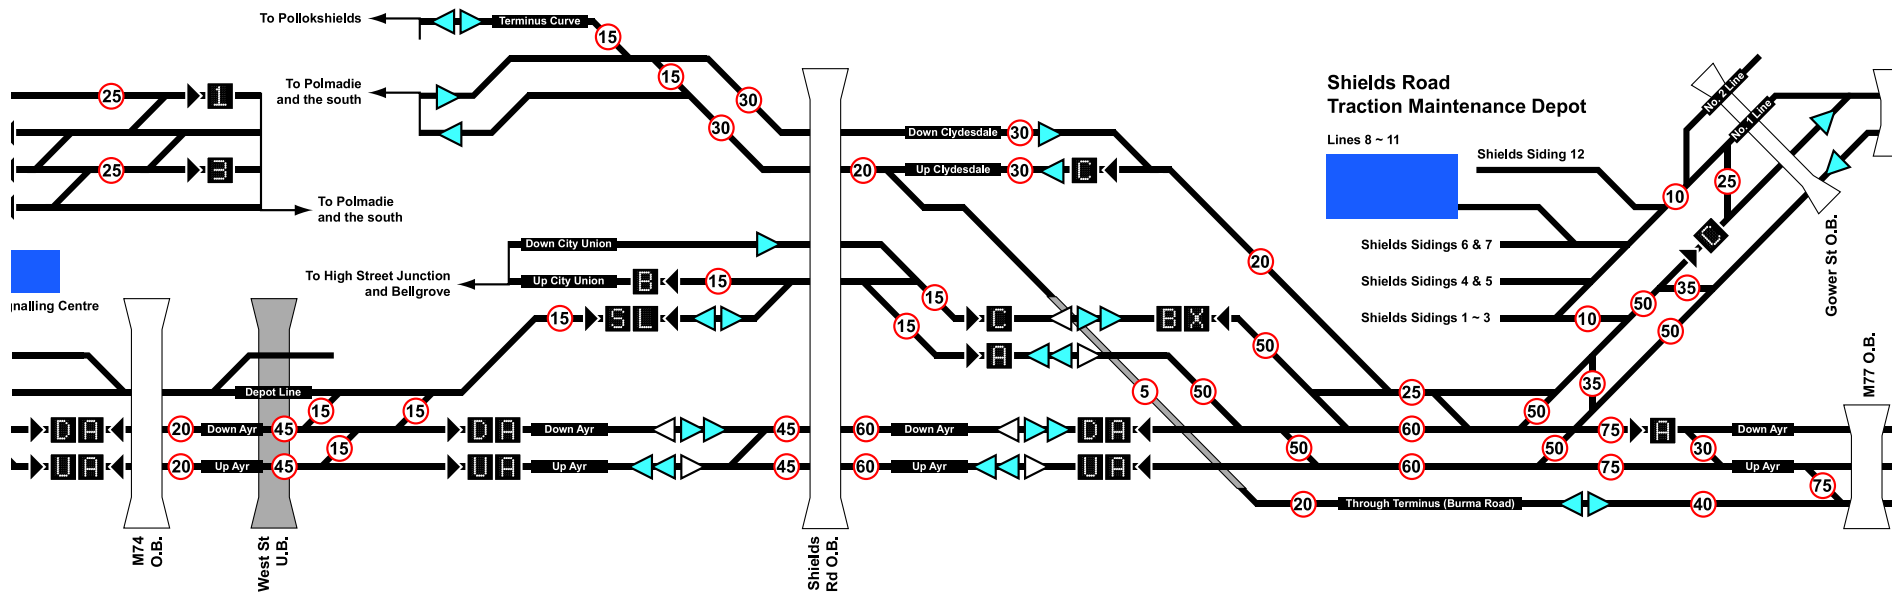 To Pollokshields
Terminus Curve
15
To Polmadie
and the south
15
30
30
25
1
25
3
To Polmadie
and the south
Down Clydesdale
30
20
Up Clydesdale
30
C
Shields Road
Traction Maintenance Depot
Lines 8 ~ 11
Shields Siding 12
Shields Sidings 6 & 7
Shields Sidings 4 & 5
Shields Sidings 1 ~ 3
No. 2 Line
No. 1 Line
10
25
C
35
50
10
50
Gower St O.B.
Down City Union
To High Street Junction
and Bellgrove
Up City Union
B
15
15
SL
15
15
C
A
BX
20
50
50
5
25
35
50
50
gnalling Centre
Depot Line
15
15
15
DA
20
Down Ayr
45
DA
Down Ayr
45
60
Down Ayr
DA
60
75
A
Down Ayr
UA
20
Up Ayr
45
UA
Up Ayr
45
60
Up Ayr
UA
50
60
75
30
Up Ayr
75
20
Through Terminus (Burma Road)
40
M74
O.B.
West St
U.B.
Shields
Rd O.B.
M77 O.B.